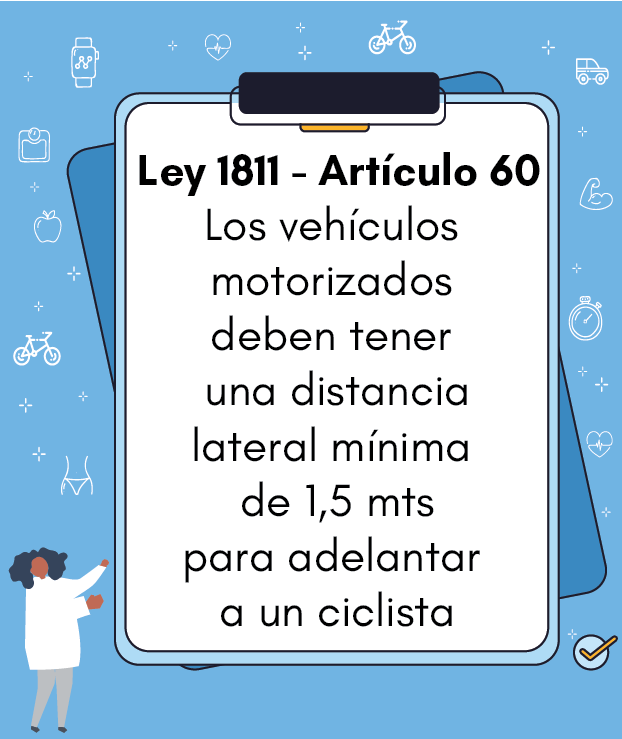 Ley 1811 - Artículo 60
Los vehículos
motorizados
deben tener
una distancia
lateral mínima
de 1,5 mts
para adelantar
a un ciclista